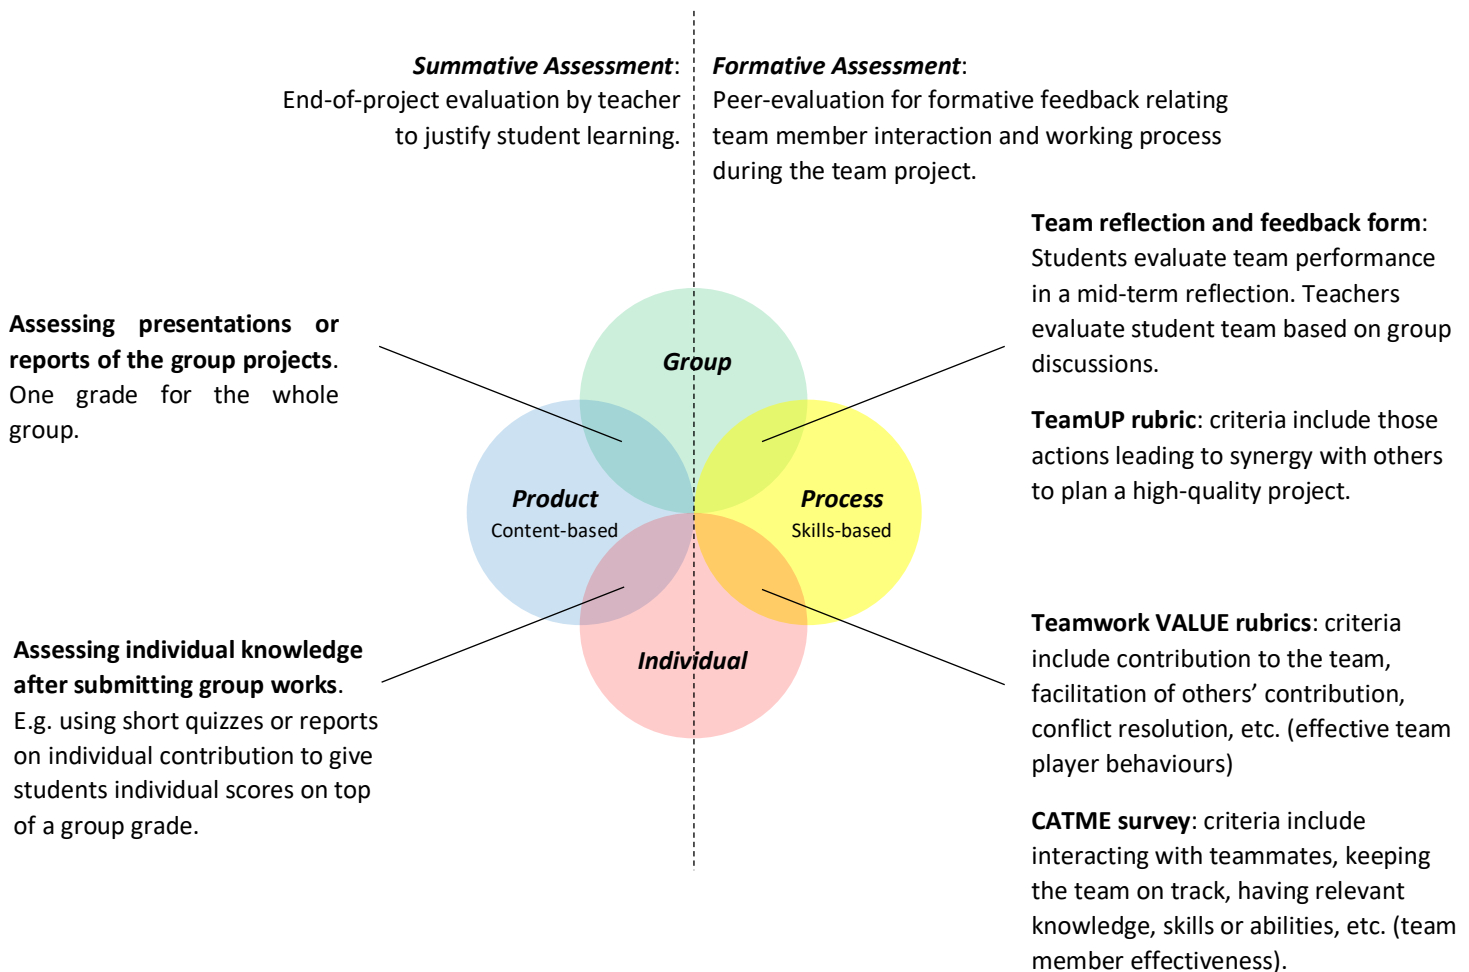 Summative Assessment:
End-of-project evaluation by teacher
to justify student learning.
Formative Assessment:
Peer-evaluation for formative feedback relating
team member interaction and working process
during the team project.
Assessing presentations or
reports of the group projects.
One grade for the whole
group.
Assessing individual knowledge
after submitting group works.
E.g. using short quizzes or reports
on individual contribution to give
students individual scores on top
of a group grade.
Group
Product
Content-based
Process
Skills-based
Individual
Team reflection and feedback form:
Students evaluate team performance
in a mid-term reflection. Teachers
evaluate student team based on group
discussions.
TeamUP rubric: criteria include those
actions leading to synergy with others
to plan a high-quality project.
Teamwork VALUE rubrics: criteria
include contribution to the team,
facilitation of others’ contribution,
conflict resolution, etc. (effective team
player behaviours)
CATME survey: criteria include
interacting with teammates, keeping
the team on track, having relevant
knowledge, skills or abilities, etc. (team
member effectiveness).